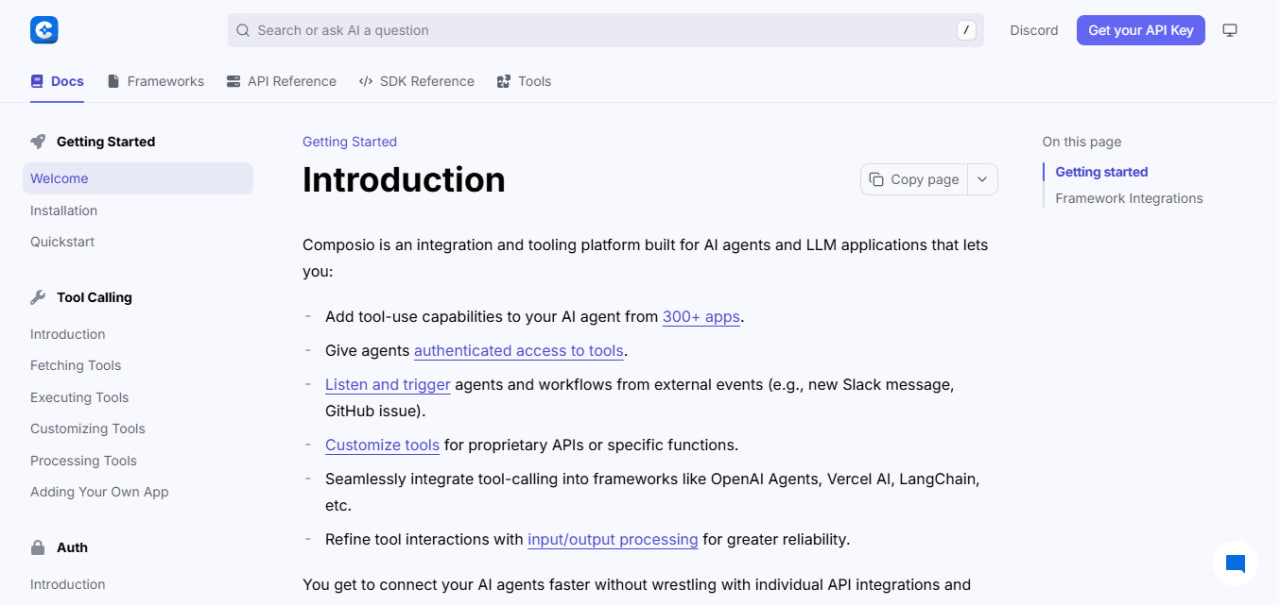 Search or ask AI a question
/
Discord
Get your API Key
Docs
Frameworks
API Reference
SDK Reference
Tools
Getting Started
Welcome
Installation
Quickstart
Tool Calling
Introduction
Fetching Tools
Executing Tools
Customizing Tools
Processing Tools
Adding Your Own App
Auth
Introduction
Getting Started
Introduction
Copy page
Composio is an integration and tooling platform built for AI agents and LLM applications that lets
you:
- Add tool-use capabilities to your AI agent from 300+ apps.
- Give agents authenticated access to tools.
- Listen and trigger agents and workflows from external events (e.g., new Slack message,
GitHub issue).
- Customize tools for proprietary APIs or specific functions.
- Seamlessly integrate tool-calling into frameworks like OpenAI Agents, Vercel AI, LangChain,
etc.
- Refine tool interactions with input/output processing for greater reliability.
You get to connect your AI agents faster without wrestling with individual API integrations and
On this page
Getting started
Framework Integrations